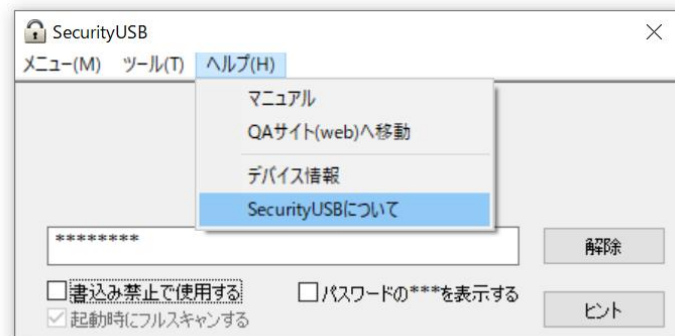 SecurityUSB
メニュー(M) ツール(T) ヘルプ(H)
マニュアル
QAサイト(web)へ移動
デバイス情報
SecurityUSBについて
******** 解除
書込み禁止で使用する パスワードの***を表示する
起動時にフルスキャンする ヒント